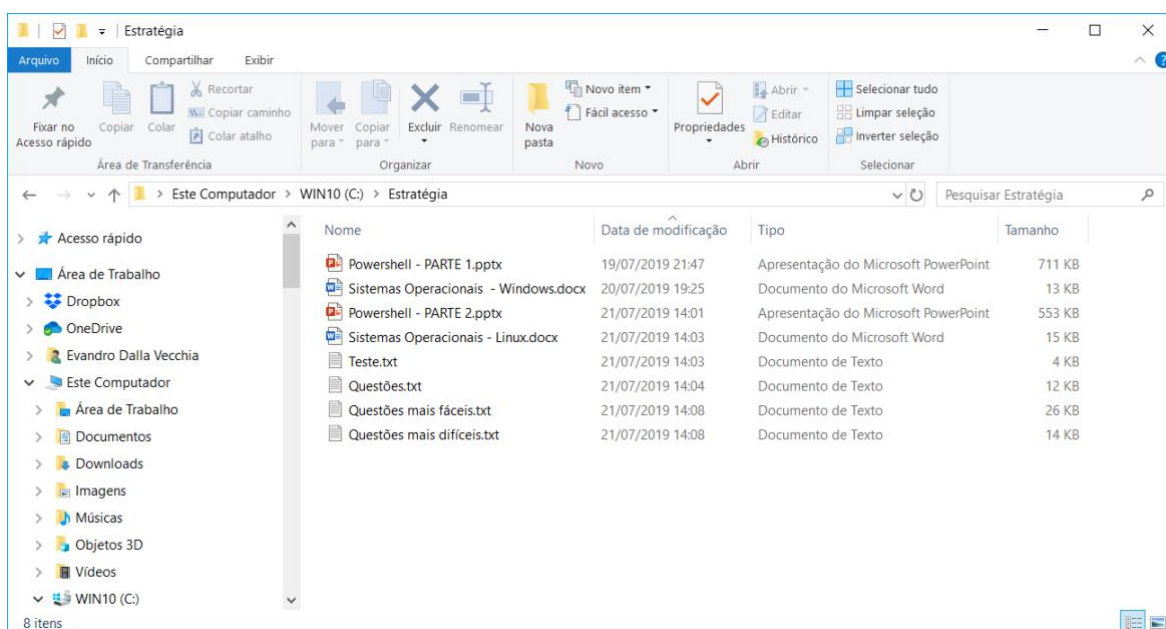 Estratégia
Arquivo Início Compartilhar Exibir
Fixar no Acesso rápido
Copiar
Colar
Recortar
Copiar caminho
Colar atalho
Área de Transferência
Mover para
Copiar para
Excluir
Renomear
Organizar
Nova pasta
Novo item
Fácil acesso
Novo
Propriedades
Abrir
Editar
Histórico
Abrir
Selecionar tudo
Limpar seleção
Inverter seleção
Selecionar
Este Computador > WIN10 (C:) > Estratégia
Pesquisar Estratégia
Acesso rápido
Área de Trabalho
Dropbox
OneDrive
Evandro Dalla Vecchia
Este Computador
Área de Trabalho
Documentos
Downloads
Imagens
Músicas
Objetos 3D
Vídeos
WIN10 (C:)
Nome Data de modificação Tipo Tamanho
Powershell - PARTE 1.pptx 19/07/2019 21:47 Apresentação do Microsoft PowerPoint 711 KB
Sistemas Operacionais - Windows.docx 20/07/2019 19:25 Documento do Microsoft Word 13 KB
Powershell - PARTE 2.pptx 21/07/2019 14:01 Apresentação do Microsoft PowerPoint 553 KB
Sistemas Operacionais - Linux.docx 21/07/2019 14:03 Documento do Microsoft Word 15 KB
Teste.txt 21/07/2019 14:03 Documento de Texto 4 KB
Questões.txt 21/07/2019 14:04 Documento de Texto 12 KB
Questões mais fáceis.txt 21/07/2019 14:08 Documento de Texto 26 KB
Questões mais difíceis.txt 21/07/2019 14:08 Documento de Texto 14 KB
8 itens